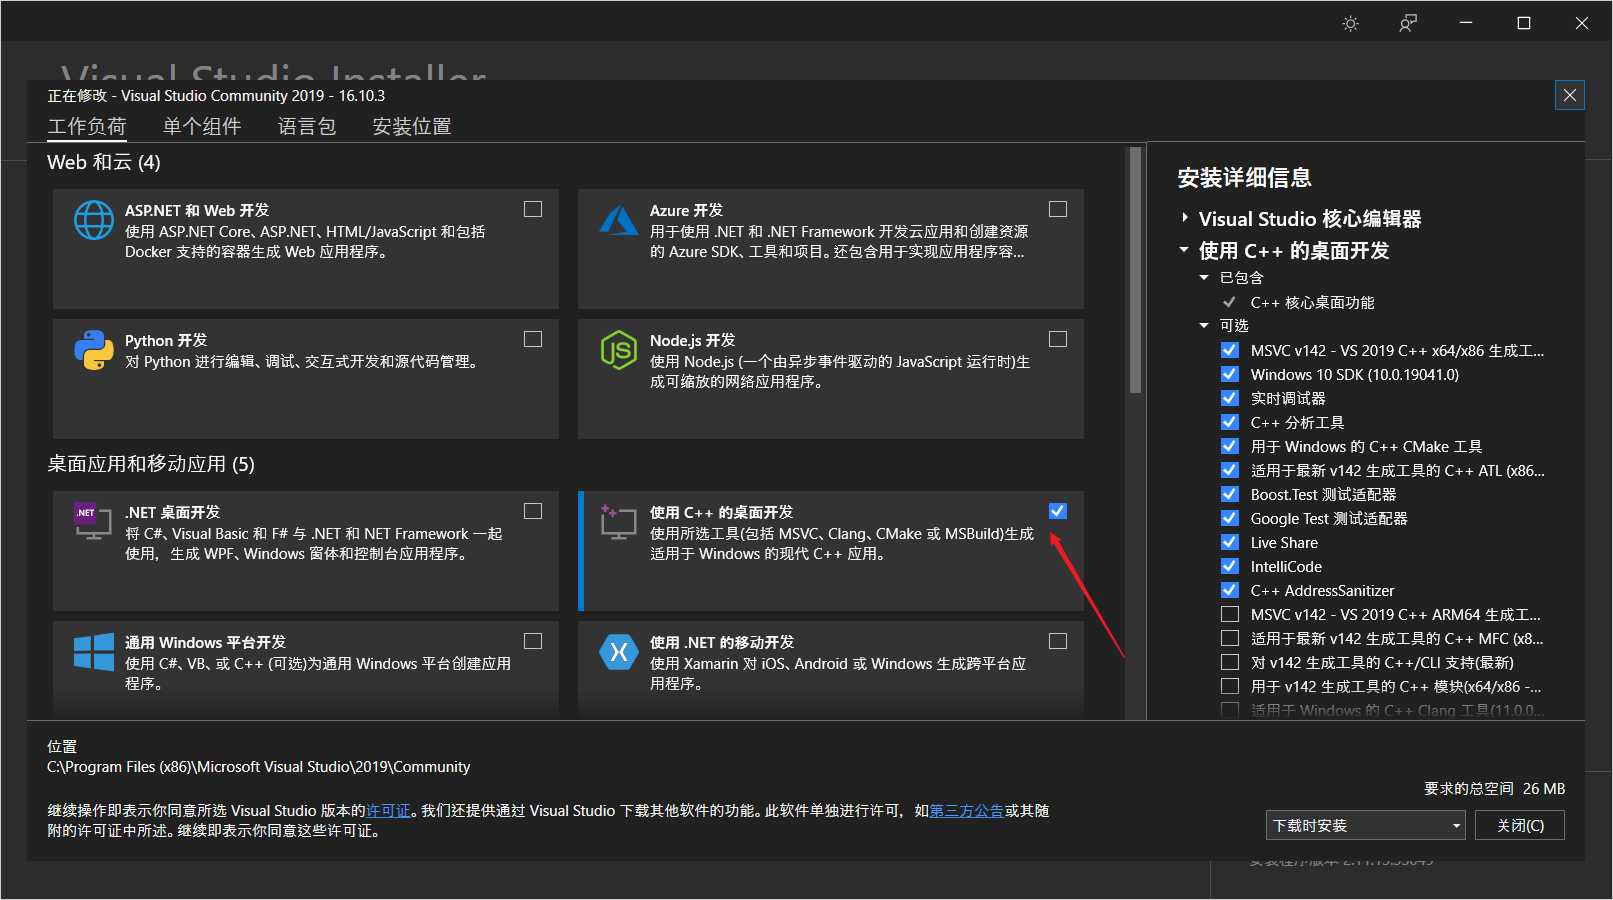 Visual Studio Installer
正在修改 - Visual Studio Community 2019 - 16.10.3
工作负荷 单个组件 语言包 安装位置
Web 和云 (4)
ASP.NET 和 Web 开发
使用 ASP.NET Core、ASP.NET、HTML/JavaScript 和包括
Docker 支持的容器生成 Web 应用程序。
Azure 开发
用于使用 .NET 和 .NET Framework 开发云应用和创建资源
的 Azure SDK、工具和项目。还包含用于实现应用程序容...
Python 开发
对 Python 进行编辑、调试、交互式开发和源代码管理。
Node.js 开发
使用 Node.js (一个由异步事件驱动的 JavaScript 运行时)生
成可缩放的网络应用程序。
桌面应用和移动应用 (5)
.NET
.NET 桌面开发
将 C#、Visual Basic 和 F# 与 .NET 和 NET Framework 一起
使用，生成 WPF、Windows 窗体和控制台应用程序。
使用 C++ 的桌面开发
使用所选工具(包括 MSVC、Clang、CMake 或 MSBuild)生成
适用于 Windows 的现代 C++ 应用。
通用 Windows 平台开发
使用 C#、VB、或 C++ (可选)为通用 Windows 平台创建应用
程序。
使用 .NET 的移动开发
使用 Xamarin 对 iOS、Android 或 Windows 生成跨平台应
用程序。
安装详细信息
Visual Studio 核心编辑器
使用 C++ 的桌面开发
已包含
C++ 核心桌面功能
可选
MSVC v142 - VS 2019 C++ x64/x86 生成工...
Windows 10 SDK (10.0.19041.0)
实时调试器
C++ 分析工具
用于 Windows 的 C++ CMake 工具
适用于最新 v142 生成工具的 C++ ATL (x86...
Boost.Test 测试适配器
Google Test 测试适配器
Live Share
IntelliCode
C++ AddressSanitizer
MSVC v142 - VS 2019 C++ ARM64 生成工...
适用于最新 v142 生成工具的 C++ MFC (x8...
对 v142 生成工具的 C++/CLI 支持(最新)
用于 v142 生成工具的 C++ 模块(x64/x86 -...
适用于 Windows 的 C++ Clang 工具(11.0.0...
位置
C:\Program Files (x86)\Microsoft Visual Studio\2019\Community
继续操作即表示你同意所选 Visual Studio 版本的许可证。我们还提供通过 Visual Studio 下载其他软件的功能。此软件单独进行许可，如第三方公告或其随
附的许可证中所述。继续即表示你同意这些许可证。
要求的总空间 26 MB
下载时安装
关闭(C)
安装程序版本